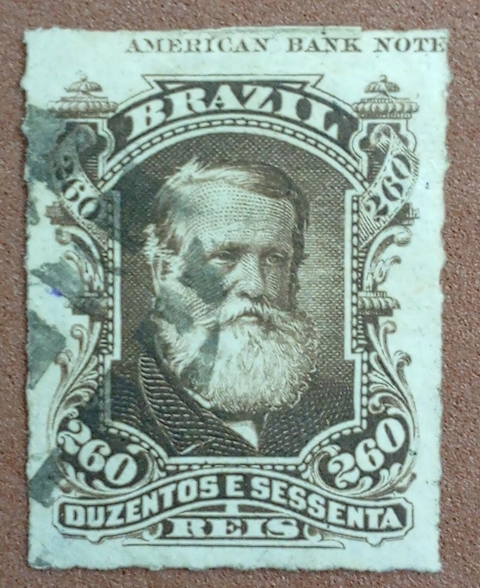 AMERICAN BANK NOTE
BRAZIL
260 260
260 260
DUZENTOS E SESSENTA
REIS